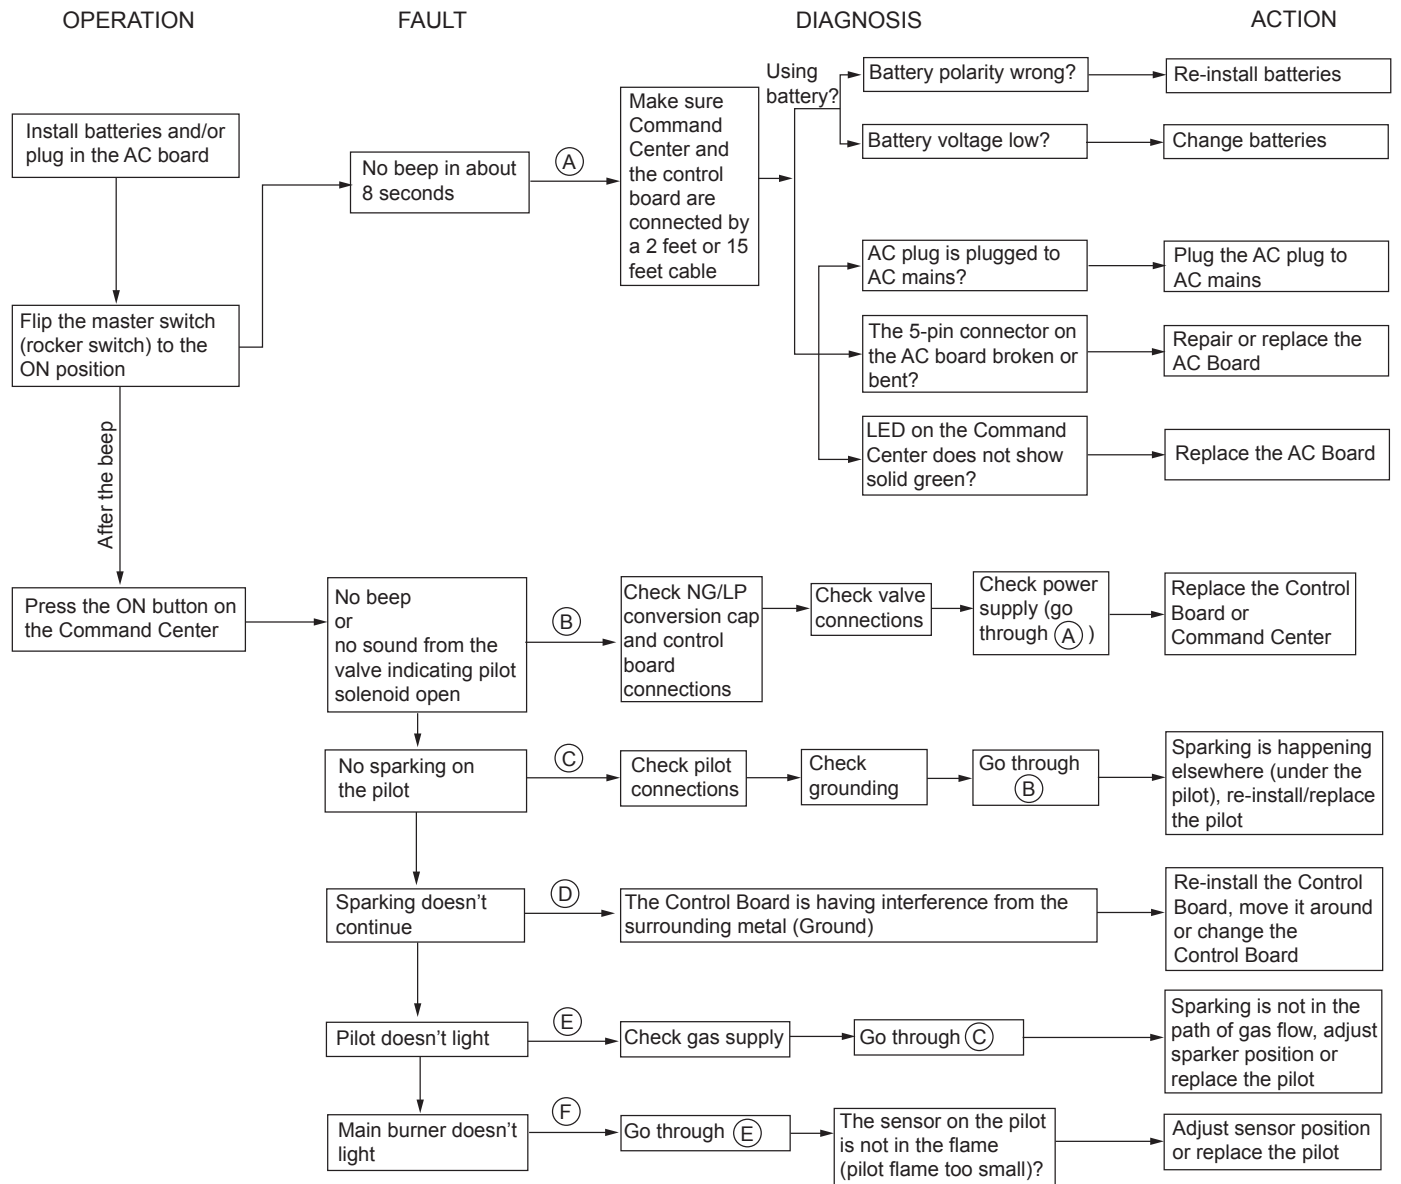 OPERATION
FAULT
DIAGNOSIS
ACTION
Install batteries and/or
plug in the AC board
Flip the master switch
(rocker switch) to the
ON position
After the beep
Press the ON button on
the Command Center
No beep in about
8 seconds
A
Make sure
Command
Center and
the control
board are
connected by
a 2 feet or 15
feet cable
Using
battery?
Battery polarity wrong?
Re-install batteries
Battery voltage low?
Change batteries
AC plug is plugged to
AC mains?
Plug the AC plug to
AC mains
The 5-pin connector on
the AC board broken or
bent?
Repair or replace the
AC Board
LED on the Command
Center does not show
solid green?
Replace the AC Board
No beep
or
no sound from the
valve indicating pilot
solenoid open
B
Check NG/LP
conversion cap
and control
board
connections
Check valve
connections
Check power
supply (go
through A )
Replace the Control
Board or
Command Center
No sparking on
the pilot
C
Check pilot
connections
Check
grounding
Go through
B
Sparking is happening
elsewhere (under the
pilot), re-install/replace
the pilot
Sparking doesn't
continue
D
The Control Board is having interference from the
surrounding metal (Ground)
Re-install the Control
Board, move it around
or change the
Control Board
Pilot doesn't light
E
Check gas supply
Go through C
Sparking is not in the
path of gas flow, adjust
sparker position or
replace the pilot
Main burner doesn't
light
F
Go through E
The sensor on the pilot
is not in the flame
(pilot flame too small)?
Adjust sensor position
or replace the pilot